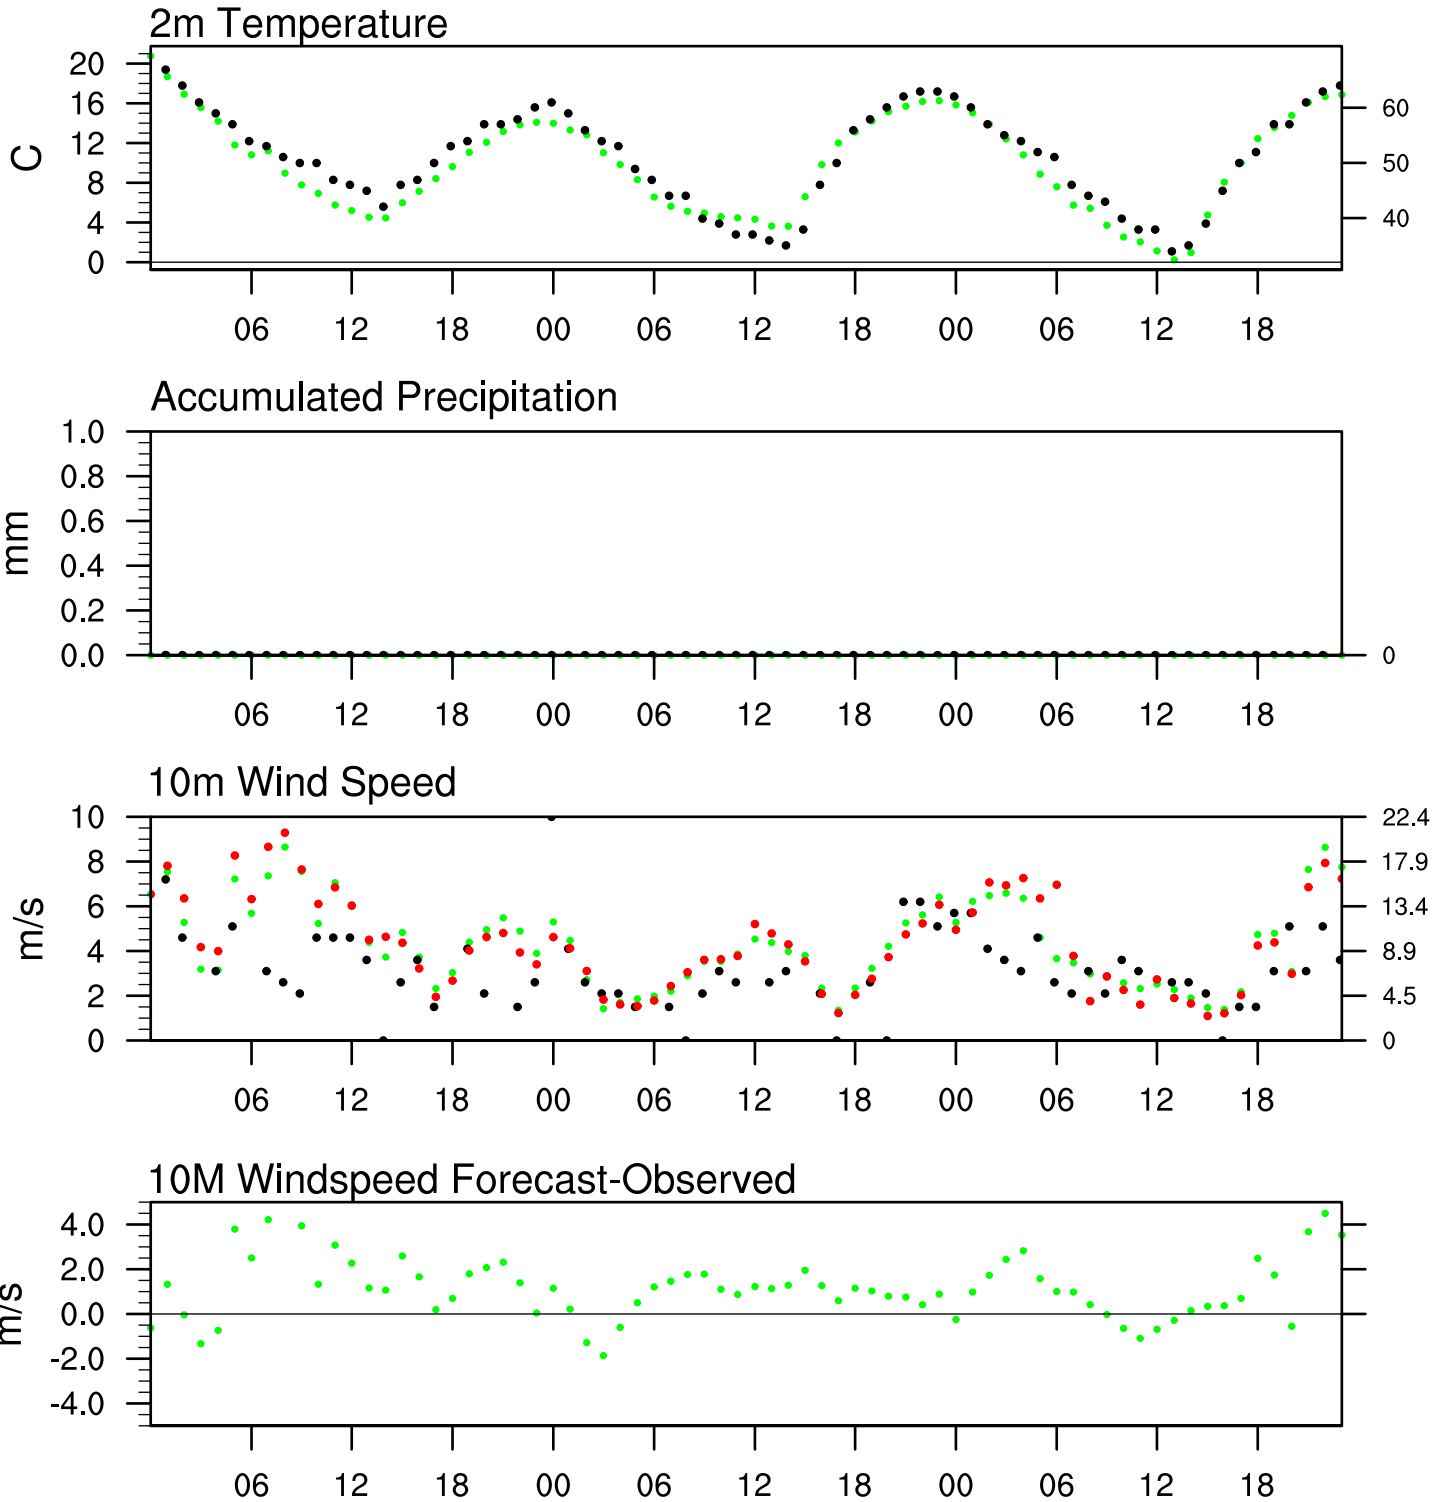 2m Temperature
20
16
12
8
4
0
C
60
50
40
06 12 18 00 06 12 18 00 06 12 18
Accumulated Precipitation
1.0
0.8
0.6
0.4
0.2
0.0
mm
0
06 12 18 00 06 12 18 00 06 12 18
10m Wind Speed
10
8
6
4
2
0
m/s
22.4
17.9
13.4
8.9
4.5
0
06 12 18 00 06 12 18 00 06 12 18
10M Windspeed Forecast-Observed
4.0
2.0
0.0
-2.0
-4.0
m/s
06 12 18 00 06 12 18 00 06 12 18